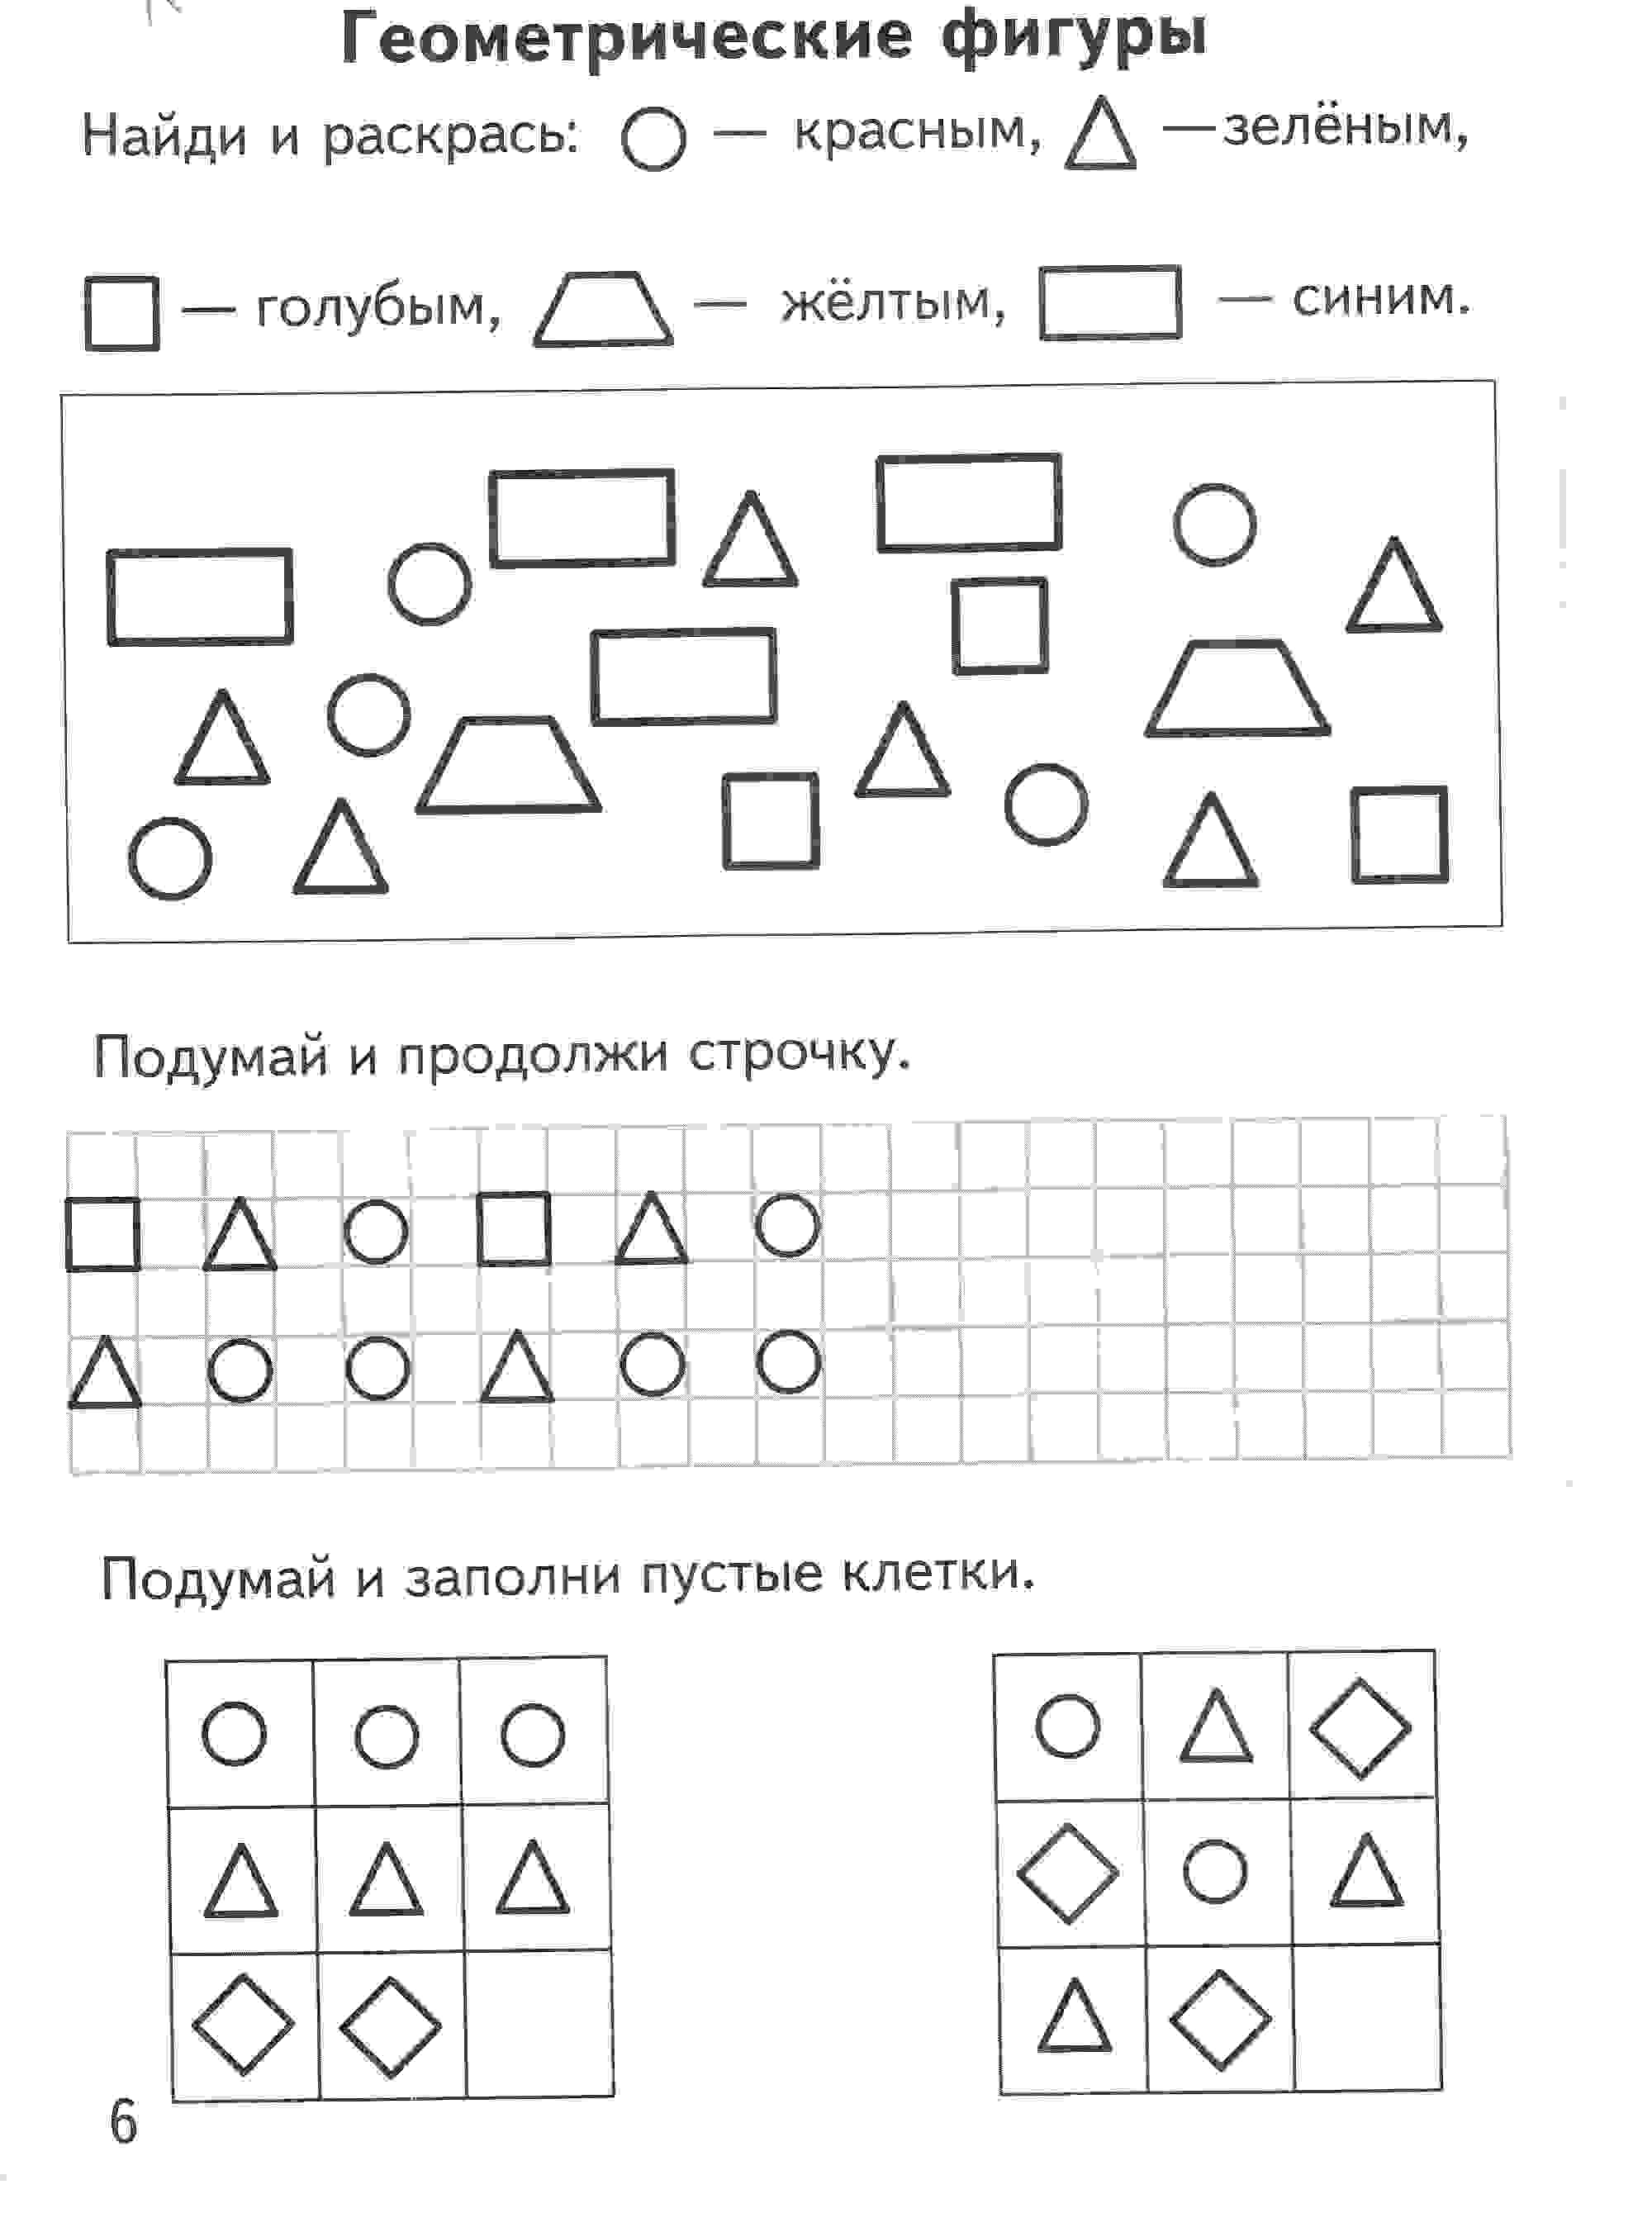 Геометрические фигуры
Найди и раскрась: — красным, —зелёным,
— голубым, — жёлтым, — синим.
Подумай и продолжи строчку.
Подумай и заполни пустые клетки.
6